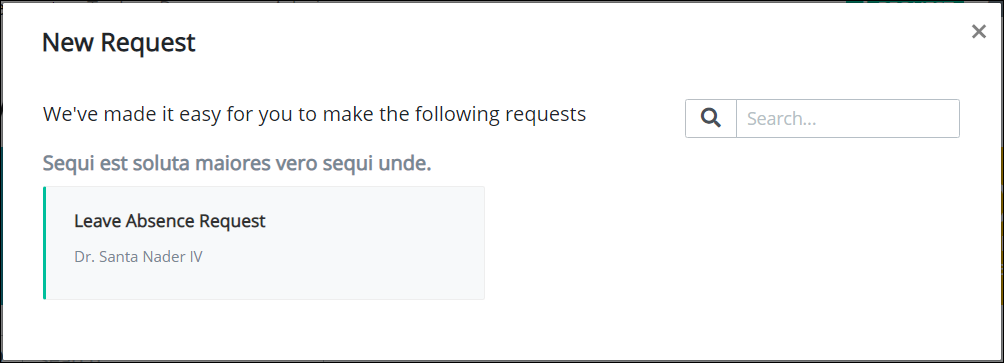 New Request
We've made it easy for you to make the following requests
Search...
Sequi est soluta maiores vero sequi unde.
Leave Absence Request
Dr. Santa Nader IV